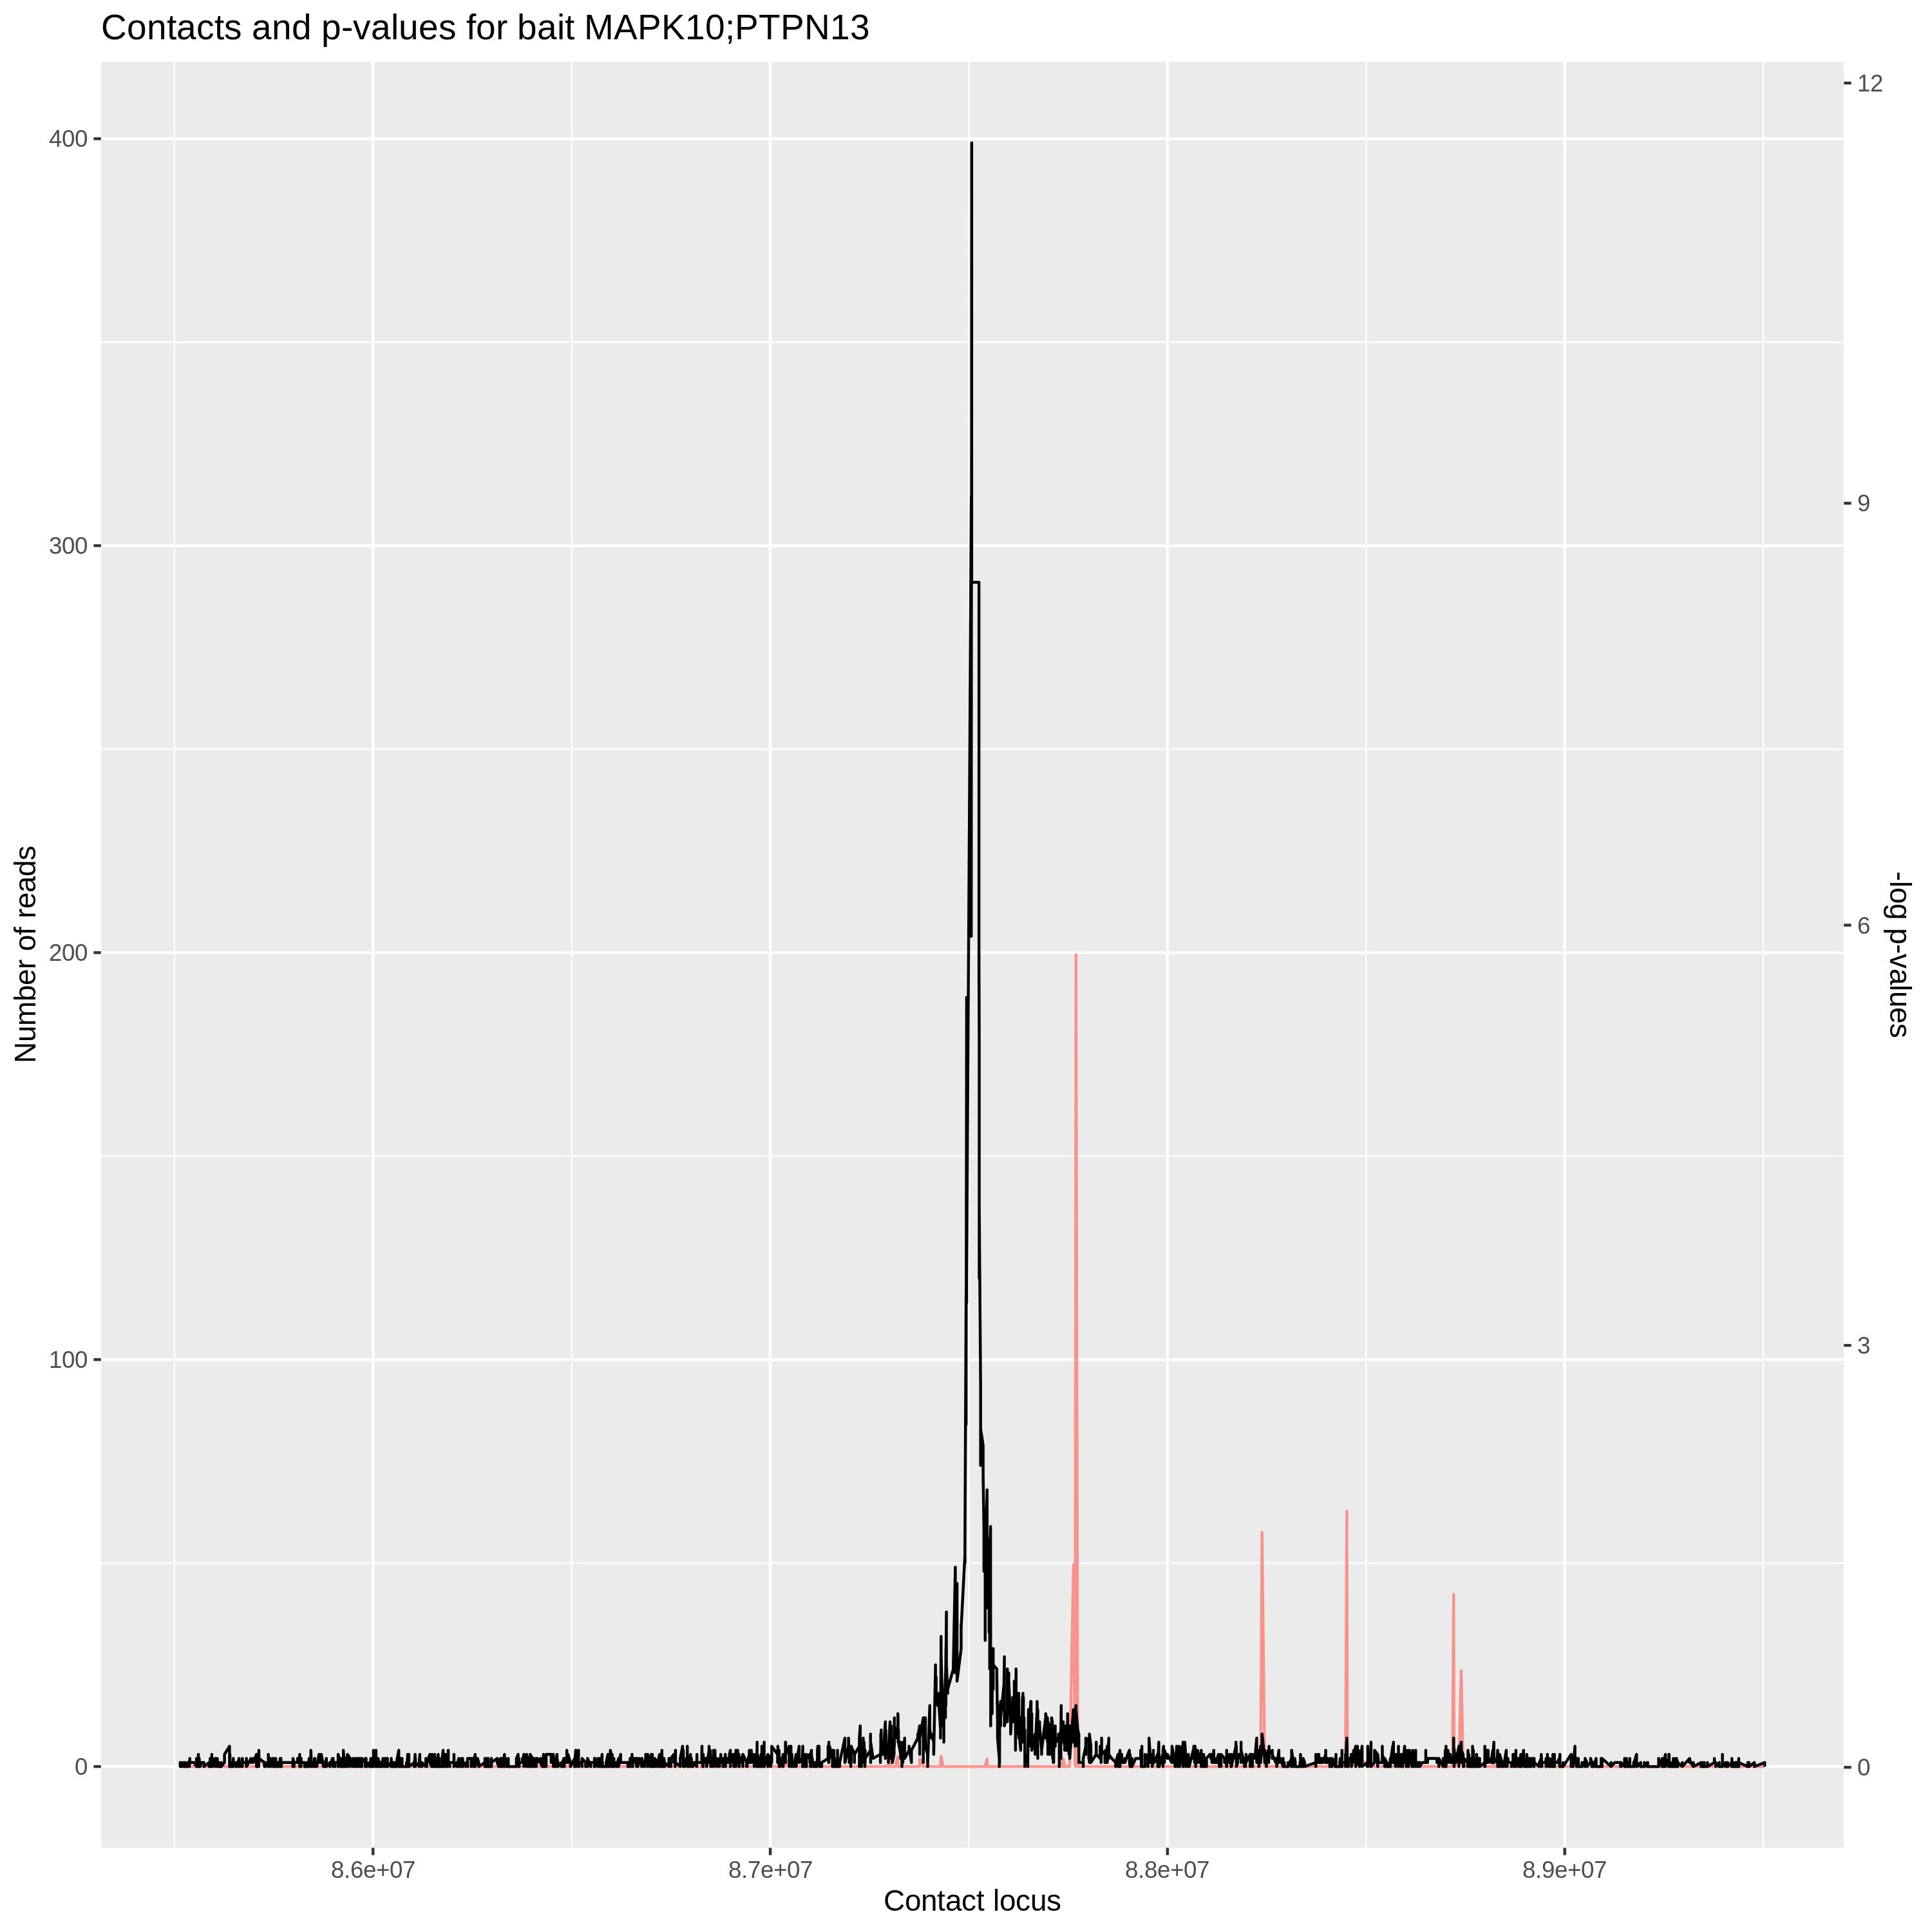 Contacts and p-values for bait MAPK10;PTPN13
400
300
200
100
0
Number of reads
12
9
6
3
0
-log p-values
8.6e+07
8.7e+07
8.8e+07
8.9e+07
Contact locus